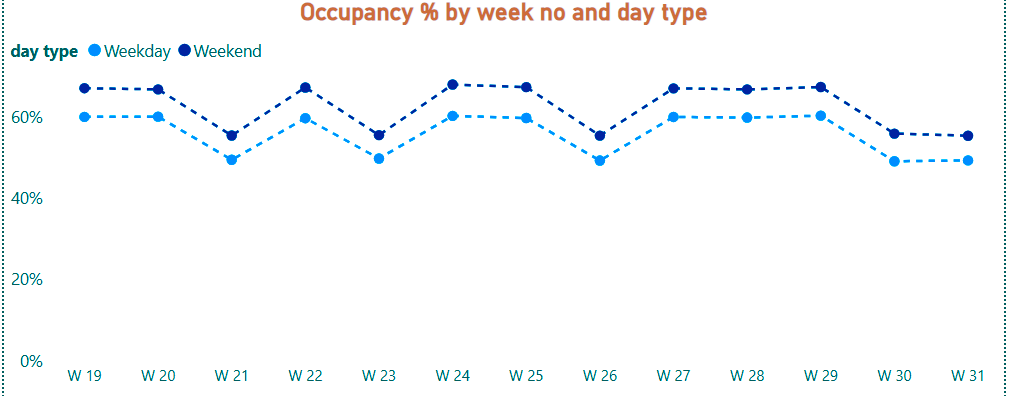 Occupancy % by week no and day type
day type Weekday Weekend
60%
40%
20%
0%
W 19 W 20 W 21 W 22 W 23 W 24 W 25 W 26 W 27 W 28 W 29 W 30 W 31